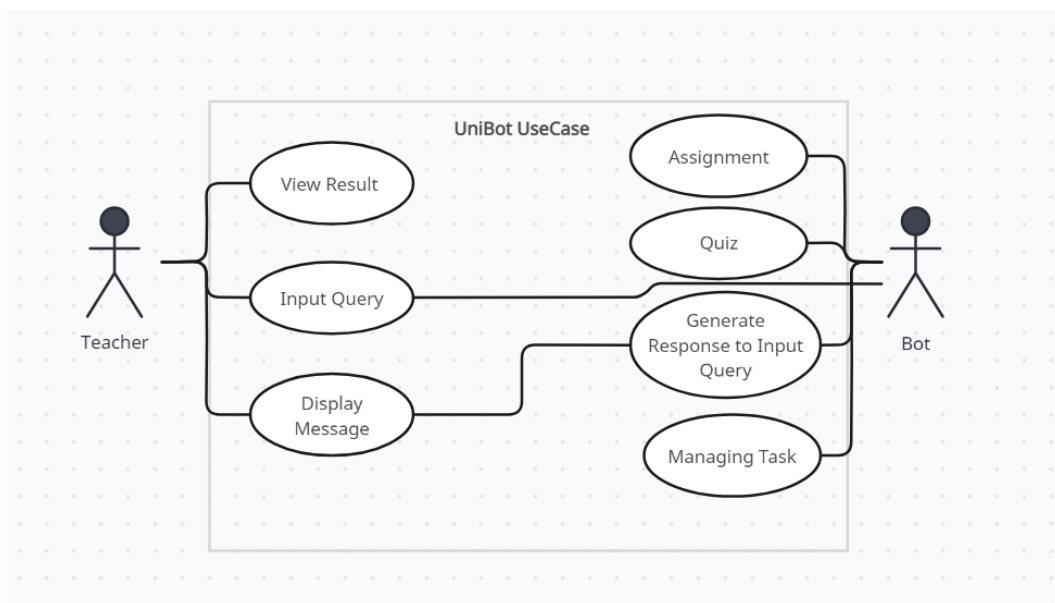 UniBot UseCase
View Result
Input Query
Display
Message
Assignment
Quiz
Generate
Response to Input
Query
Managing Task
Teacher
Bot